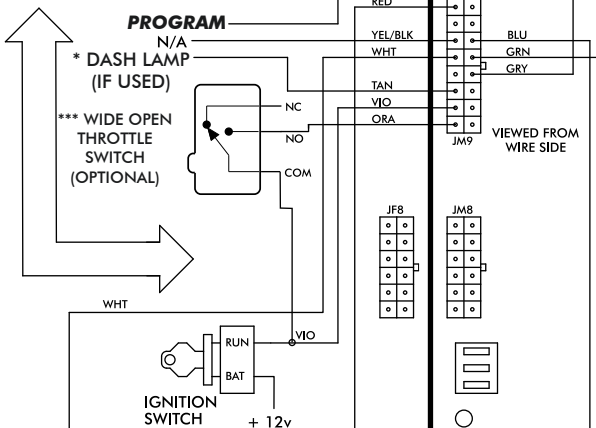 RED
PROGRAM
N/A
YEL/BLK
BLU
* DASH LAMP
(IF USED)
WHT
GRN
GRY
TAN
NC
VIO
*** WIDE OPEN
THROTTLE
SWITCH
(OPTIONAL)
ORA
NO
JM9
VIEWED FROM
WIRE SIDE
COM
JF8
JM8
WHT
RUN
VIO
BAT
IGNITION
SWITCH
+ 12v